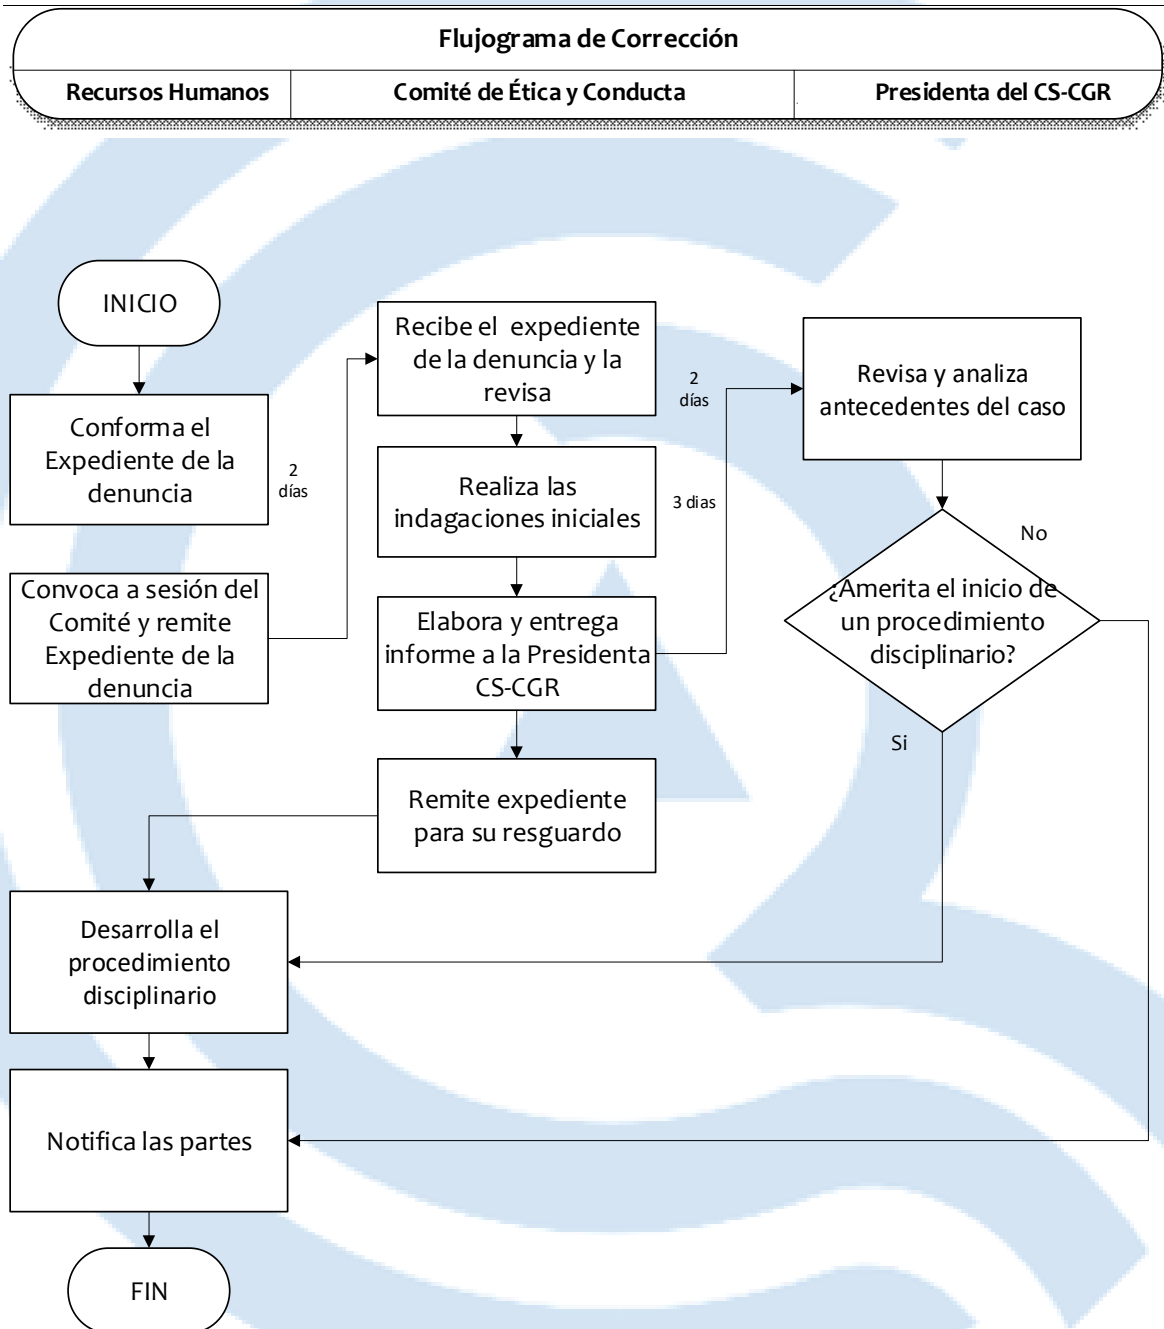 Flujograma de Corrección
Recursos Humanos
Comité de Ética y Conducta
Presidenta del CS-CGR
INICIO
Conforma el
Expediente de la
denuncia
2
días
Convoca a sesión del
Comité y remite
Expediente de la
denuncia
Recibe el expediente
de la denuncia y la
revisa
2
días
Realiza las
indagaciones iniciales
3 dias
Elabora y entrega
informe a la Presidenta
CS-CGR
Remite expediente
para su resguardo
Revisa y analiza
antecedentes del caso
No
¿Amerita el inicio de
un procedimiento
disciplinario?
Si
Desarrolla el
procedimiento
disciplinario
Notifica las partes
FIN